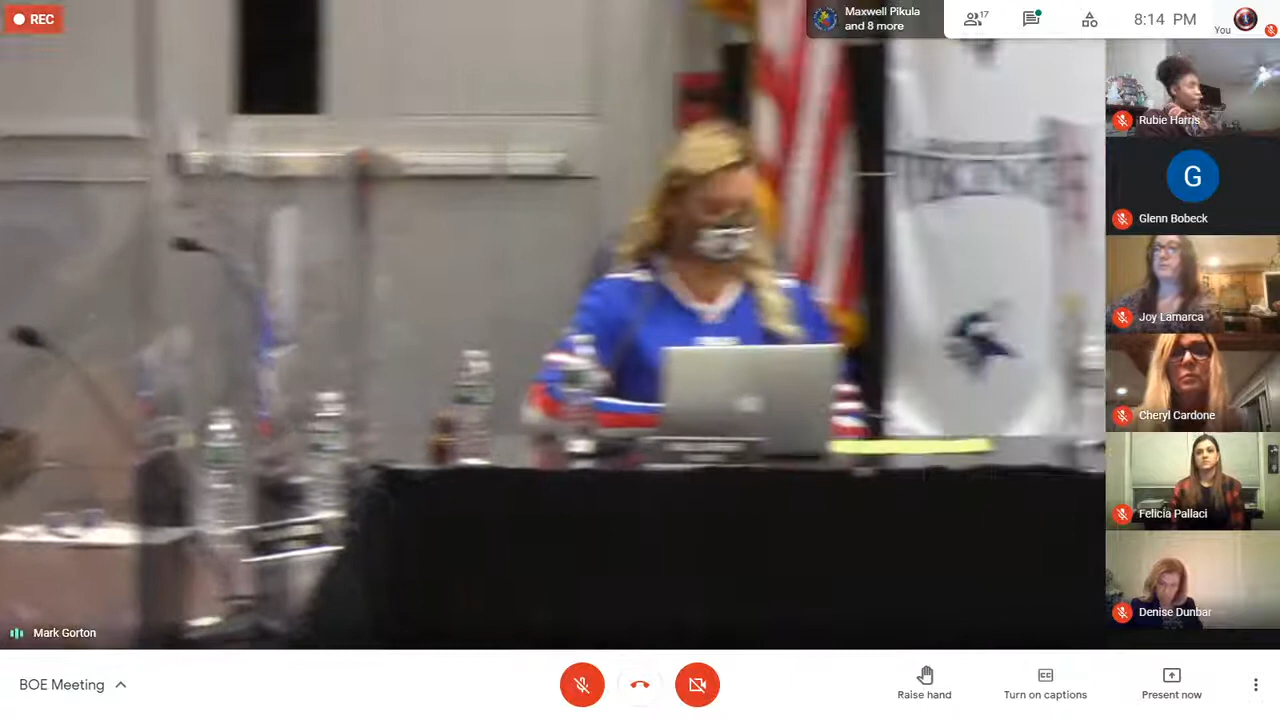 REC
Maxwell Pikula
and 8 more
17
8:14 PM
You
Rubie Harris
G
Glenn Bobeck
Joy Lamarca
Cheryl Cardone
Felicia Pallaci
Denise Dunbar
Mark Gorton
BOE Meeting
Raise hand
Turn on captions
Present now